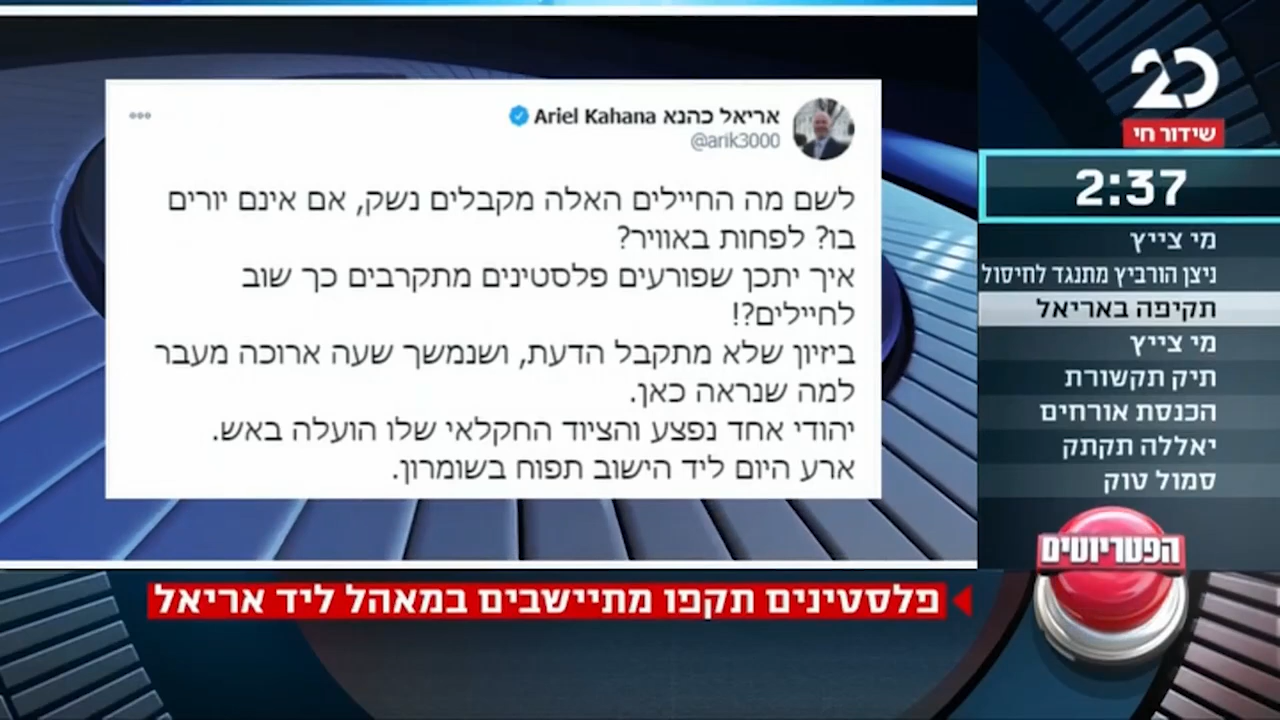 אריאל כהנא Ariel Kahana
@arik3000
לשם מה החיילים האלה מקבלים נשק, אם אינם יורים
בו? לפחות באוויר?
איך יתכן שפורעים פלסטינים מתקרבים כך שוב
לחיילים?!
ביזיון שלא מתקבל הדעת, ושנמשך שעה ארוכה מעבר
למה שנראה כאן.
יהודי אחד נפצע והציוד החקלאי שלו הועלה באש.
ארע היום ליד הישוב תפוח בשומרון.
20
שידור חי
2:37
מי צייץ
ניצן הורביץ מתנגד לחיסול
תקיפה באריאל
מי צייץ
תיק תקשורת
הכנסת אורחים
יאללה תקתק
סמול טוק
הפטריוטים
פלסטינים תקפו מתיישבים במאהל ליד אריאל